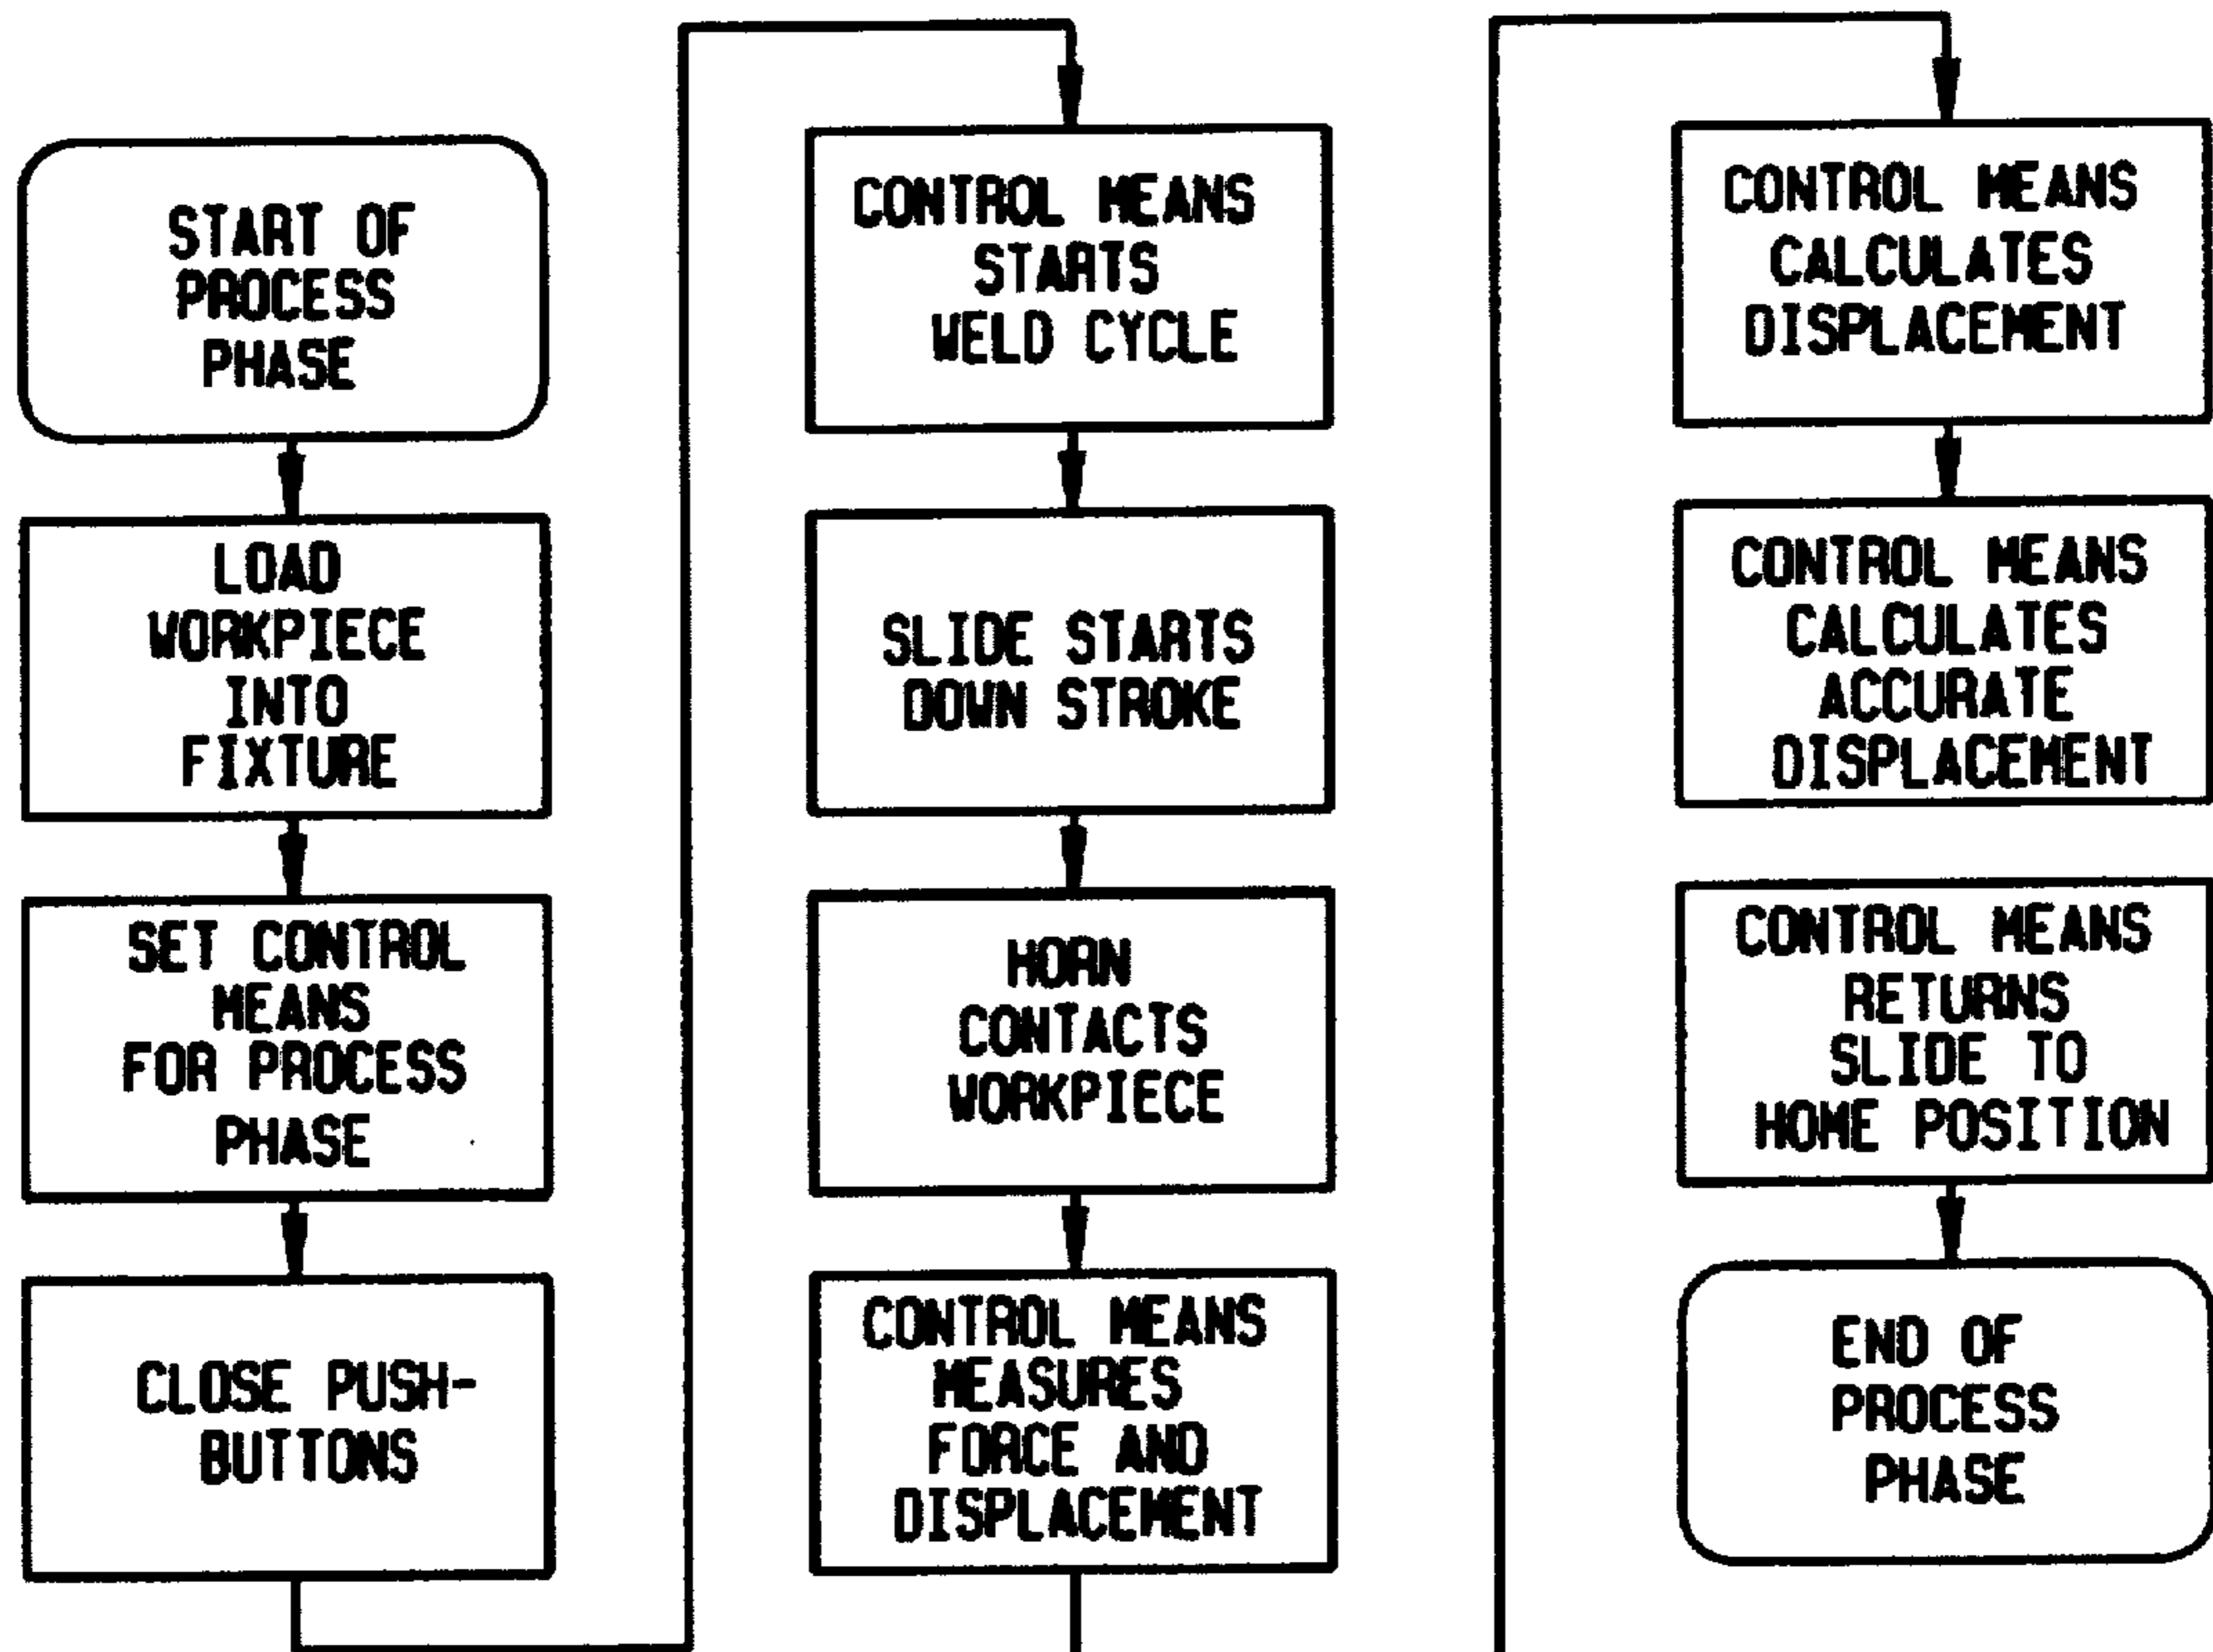 START OF
PROCESS
PHASE
LOAD
WORKPIECE
INTO
FIXTURE
SET CONTROL
MEANS
FOR PROCESS
PHASE
CLOSE PUSH-
BUTTONS
CONTROL MEANS
STARTS
WELD CYCLE
SLIDE STARTS
DOWN STROKE
HORN
CONTACTS
WORKPIECE
CONTROL MEANS
MEASURES
FORCE AND
DISPLACEMENT
CONTROL MEANS
CALCULATES
DISPLACEMENT
CONTROL MEANS
CALCULATES
ACCURATE
DISPLACEMENT
CONTROL MEANS
RETURNS
SLIDE TO
HOME POSITION
END OF
PROCESS
PHASE